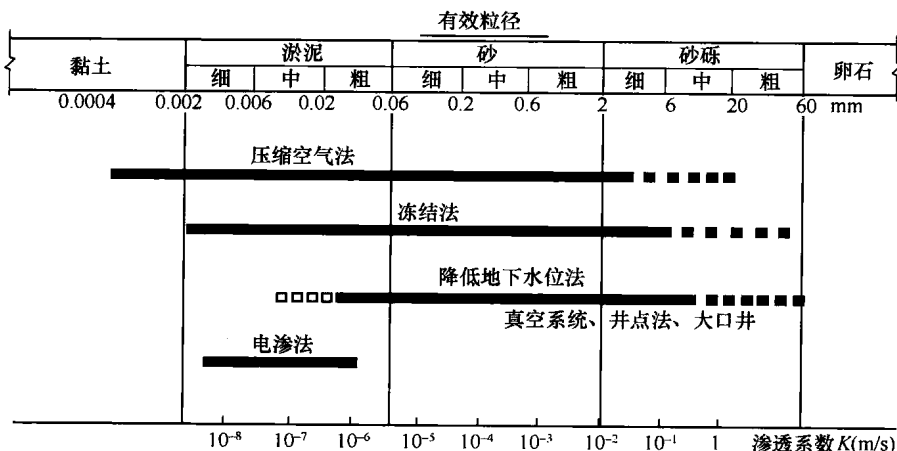 有效粒径
黏土 淤泥 砂 砂砾 卵石
细 中 粗 细 中 粗 细 中 粗
0.0004 0.002 0.006 0.02 0.06 0.2 0.6 2 6 20 60 mm
压缩空气法
冻结法
降低地下水位法
真空系统、井点法、大口井
电渗法
10⁻⁸ 10⁻⁷ 10⁻⁶ 10⁻⁵ 10⁻⁴ 10⁻³ 10⁻² 10⁻¹ 1 渗透系数 K(m/s)